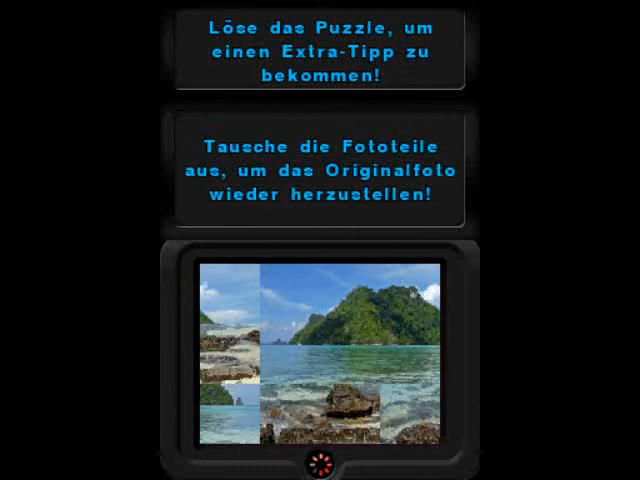 Löse das Puzzle, um
einen Extra-Tipp zu
bekommen!
Tausche die Fototeile
aus, um das Originalfoto
wieder herzustellen!